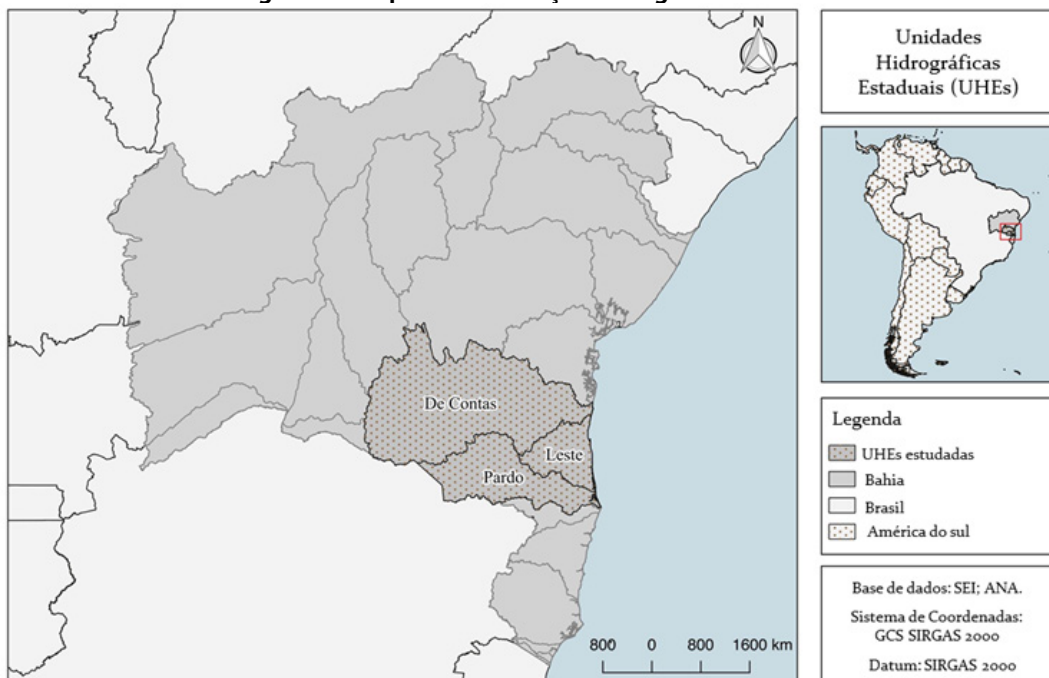 N
De Contas
Leste
Pardo
800 0 800 1600 km
Unidades
Hidrográficas
Estaduais (UHEs)
Legenda
UHEs estudadas
Bahia
Brasil
América do sul
Base de dados: SEI; ANA.
Sistema de Coordenadas:
GCS SIRGAS 2000
Datum: SIRGAS 2000